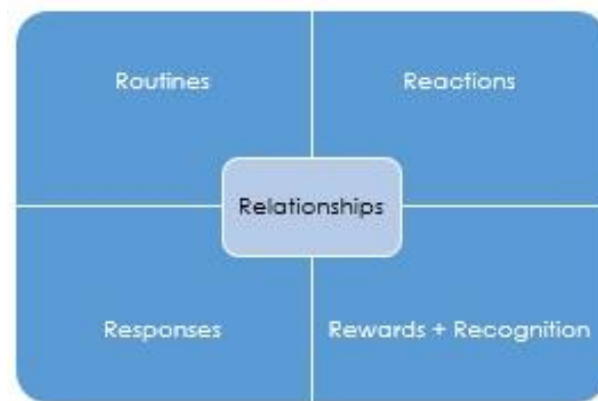 Routines
Reactions
Relationships
Responses
Rewards + Recognition